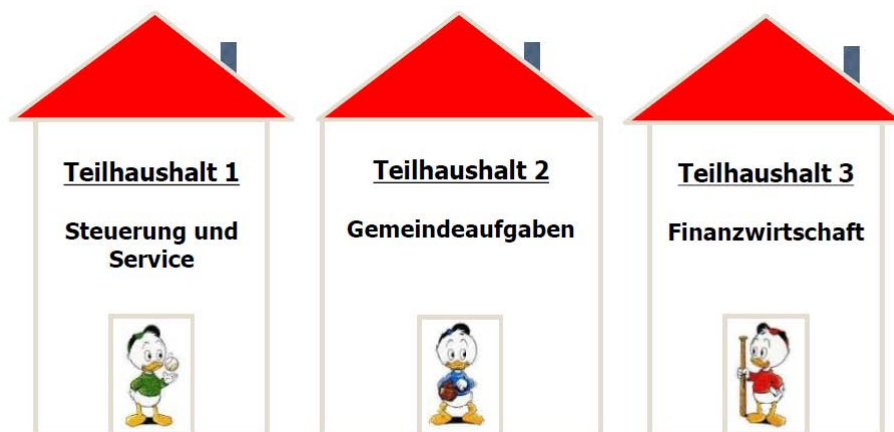 Teilhaushalt 1
Steuerung und
Service
Teilhaushalt 2
Gemeindeaufgaben
Teilhaushalt 3
Finanzwirtschaft